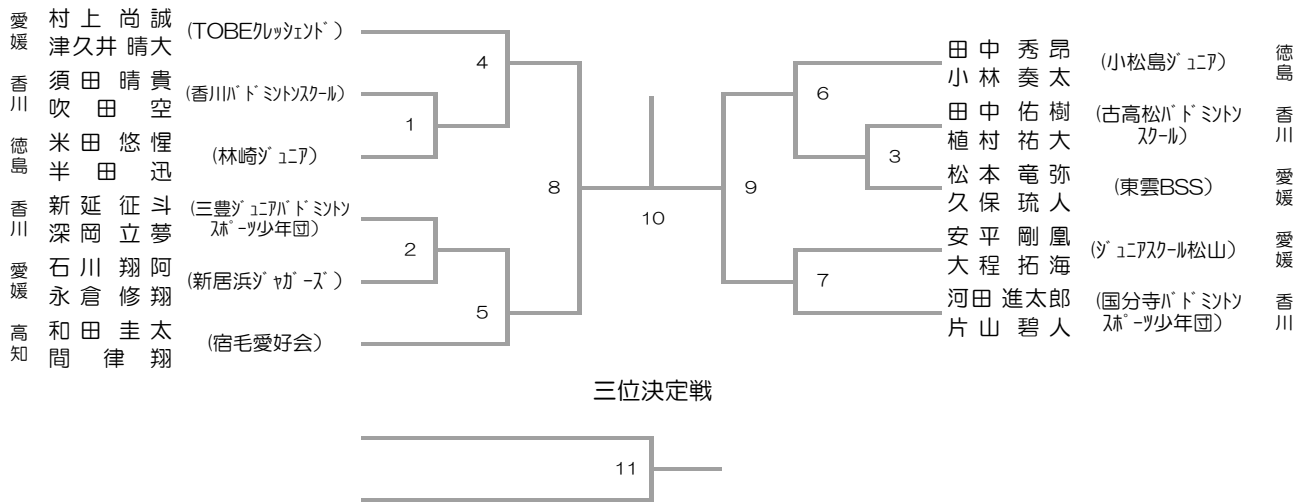 愛媛 村上尚誠 津久井晴大 (TOBEｸﾚｯｼｪﾝﾄﾞ)
4
香川 須田晴貴 吹田空 (香川ﾊﾞﾄﾞﾐﾝﾄﾝｽｸｰﾙ)
1
徳島 米田悠惺 半田迅 (林崎ｼﾞｭﾆｱ)
8
香川 新延征斗 深岡立夢 (三豊ｼﾞｭﾆｱﾊﾞﾄﾞﾐﾝﾄﾝｽﾎﾟｰﾂ少年団)
2
愛媛 石川翔阿 永倉修翔 (新居浜ｼﾞｬｶﾞｰｽﾞ)
5
高知 和田圭太 間律翔 (宿毛愛好会)
10
田中秀昂 小林奏太 (小松島ｼﾞｭﾆｱ) 徳島
6
田中佑樹 植村祐大 (古高松ﾊﾞﾄﾞﾐﾝﾄﾝｽｸｰﾙ) 香川
3
松本竜弥 久保琉人 (東雲BSS) 愛媛
9
安平剛凰 大程拓海 (ｼﾞｭﾆｱｽｸｰﾙ松山) 愛媛
7
河田進太郎 片山碧人 (国分寺ﾊﾞﾄﾞﾐﾝﾄﾝｽﾎﾟｰﾂ少年団) 香川
三位決定戦
11